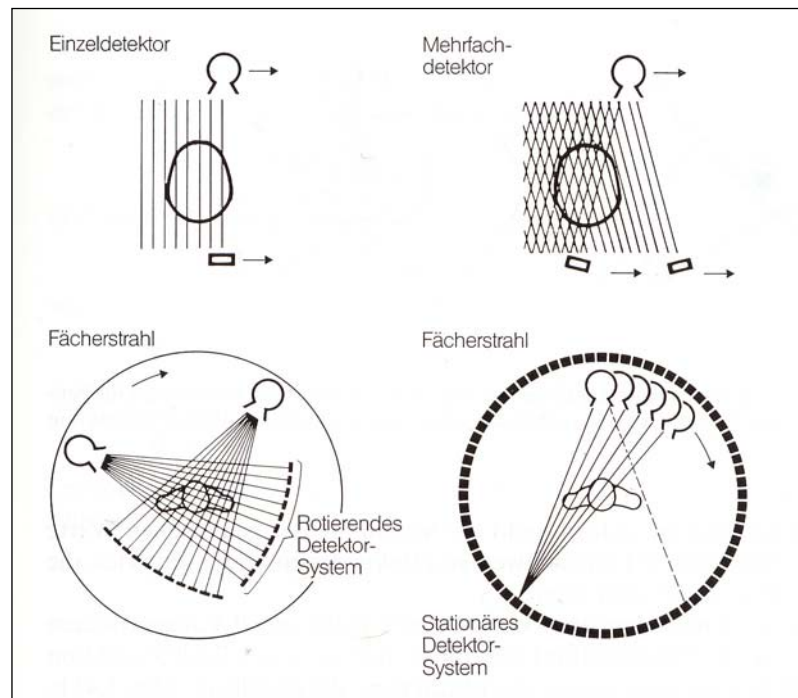 Einzeldetektor
Mehrfach-
detektor
Fächerstrahl
Rotierendes
Detektor-
System
Fächerstrahl
Stationäres
Detektor-
System